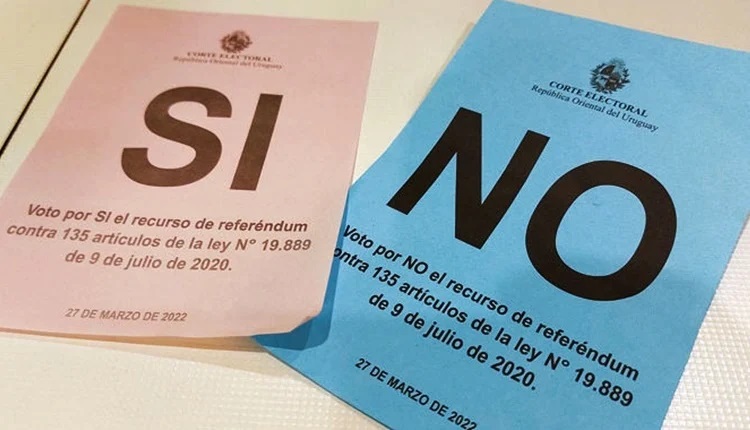 CORTE ELECTORAL
República Oriental del Uruguay
SI
Voto por SI el recurso de referéndum
contra 135 artículos de la ley N° 19.889
de 9 de julio de 2020.
27 DE MARZO DE 2022
CORTE ELECTORAL
República Oriental del Uruguay
NO
Voto por NO el recurso de referéndum
ontra 135 artículos de la ley N° 19.889
de 9 de julio de 2020.
27 DE MARZO DE 2022